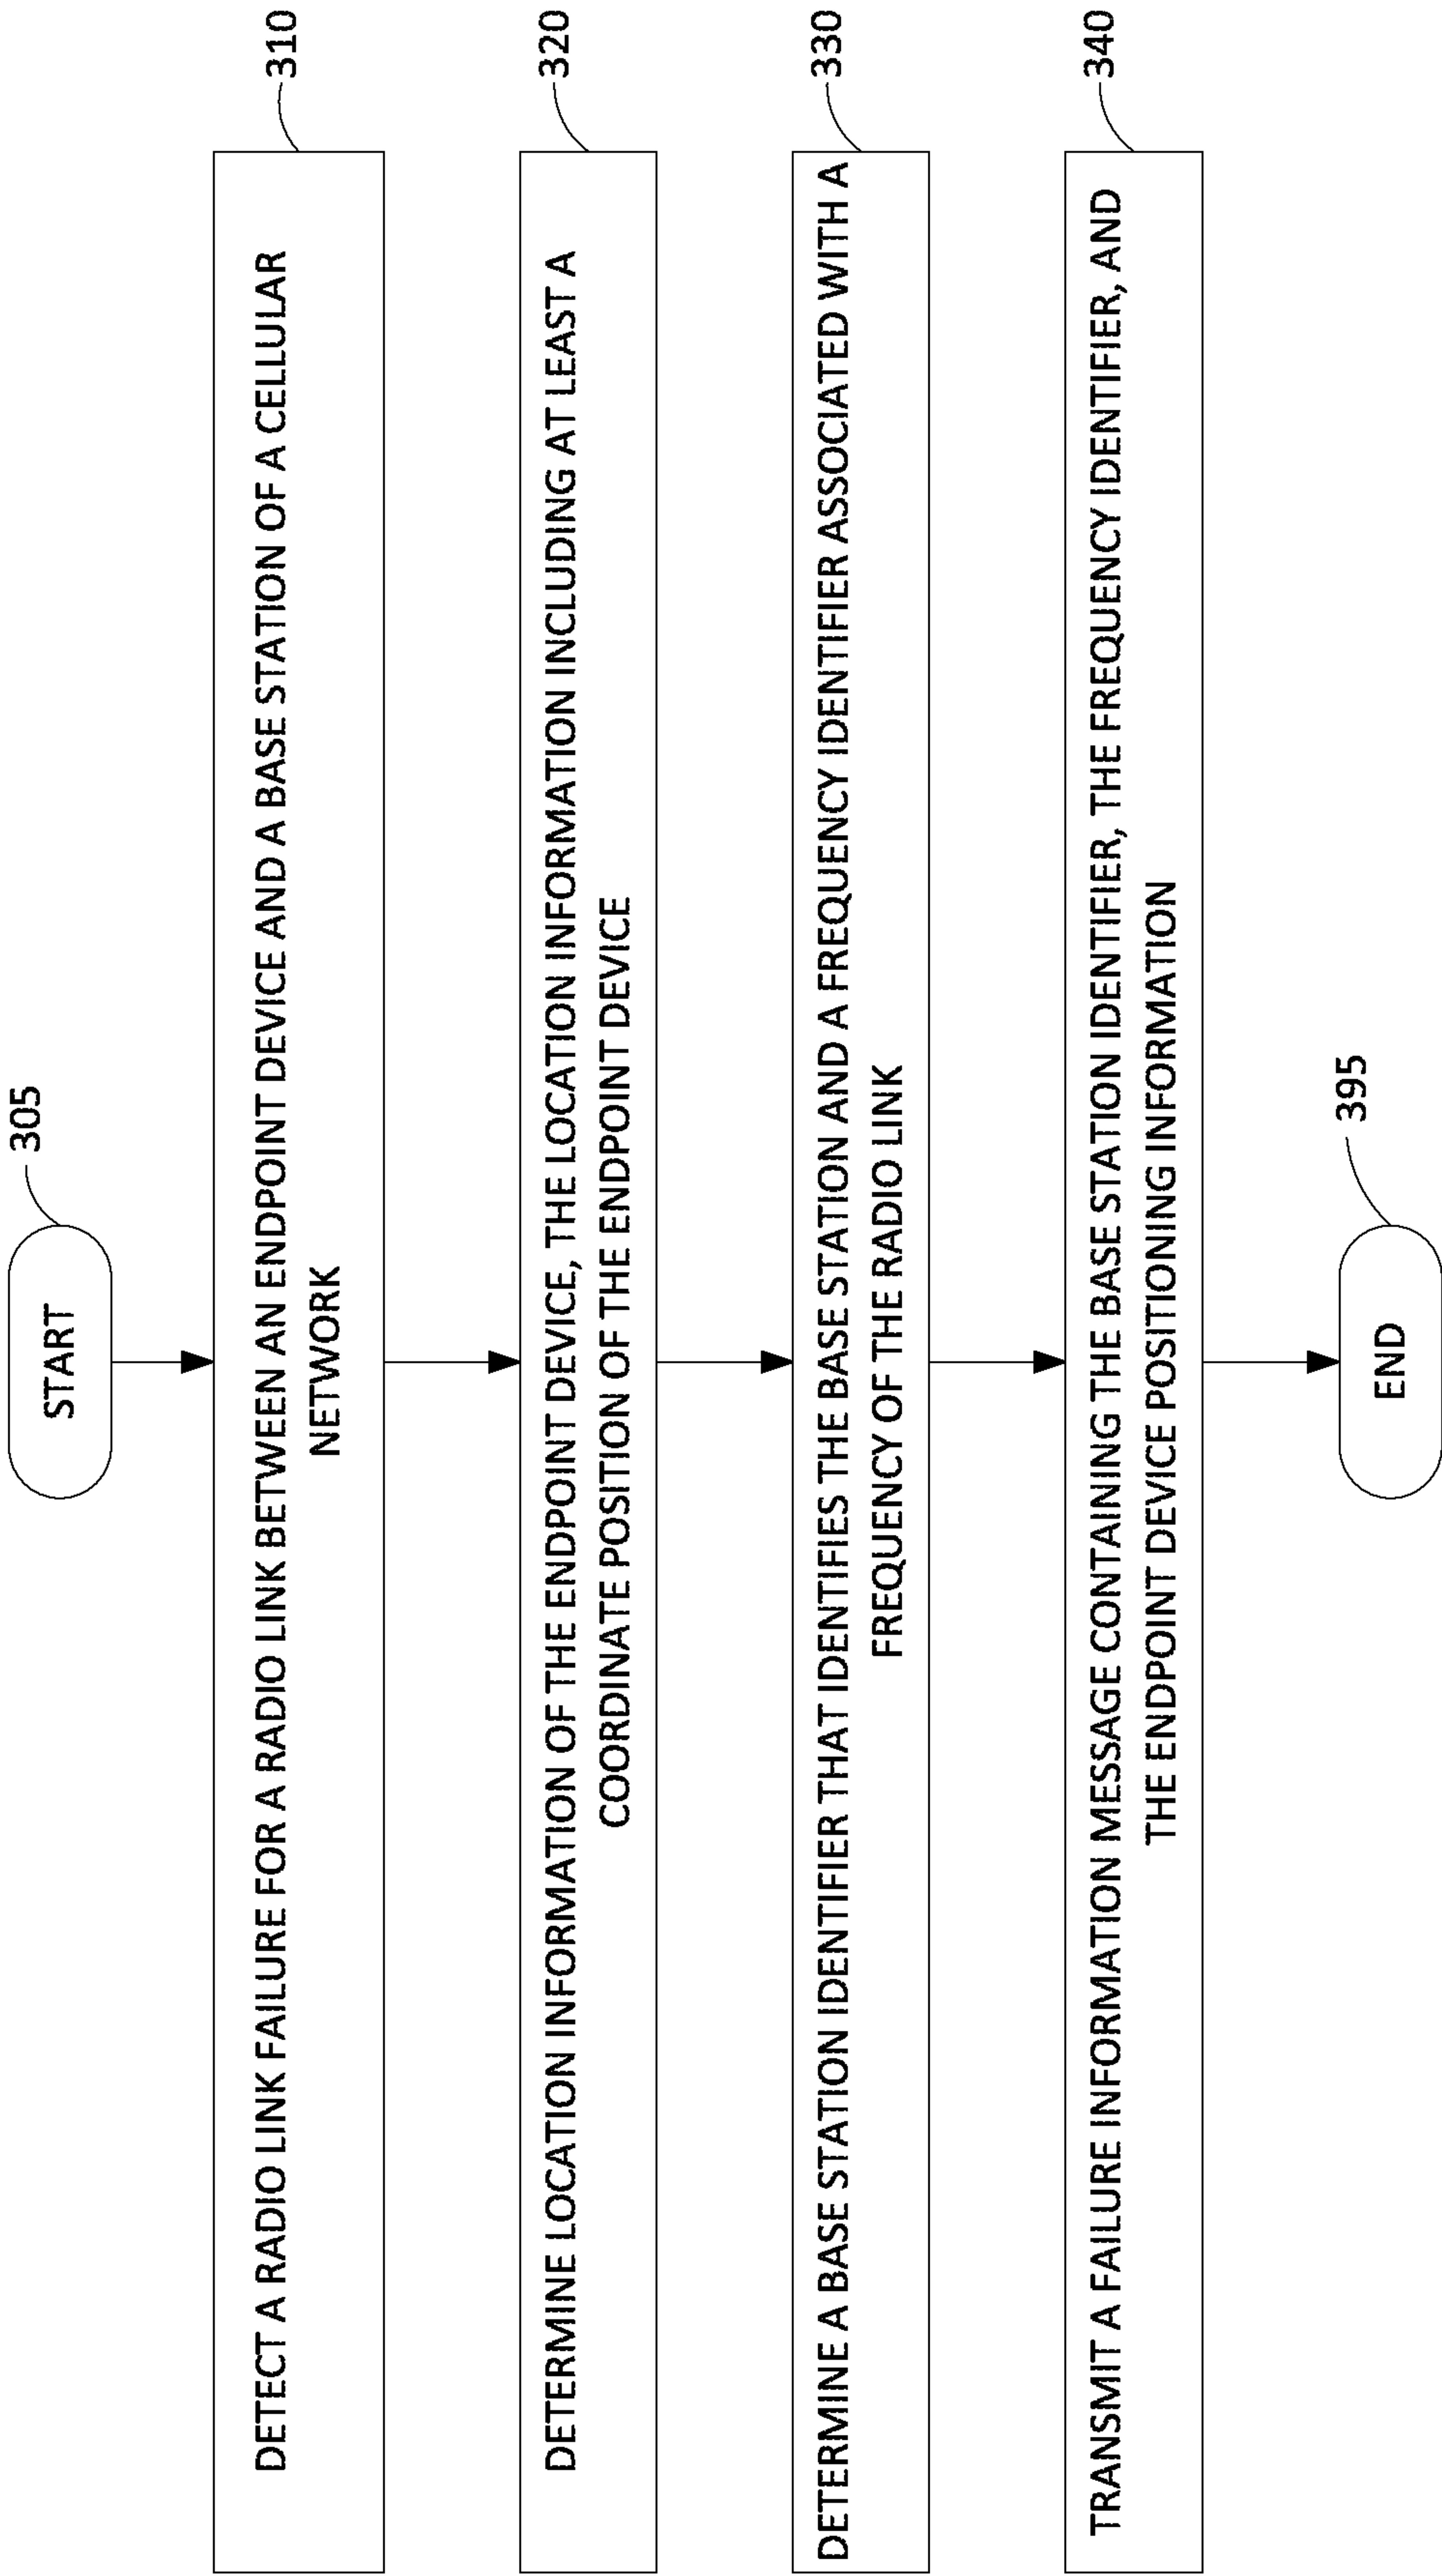 305
START
310
DETECT A RADIO LINK FAILURE FOR A RADIO LINK BETWEEN AN ENDPOINT DEVICE AND A BASE STATION OF A CELLULAR
NETWORK
320
DETERMINE LOCATION INFORMATION OF THE ENDPOINT DEVICE, THE LOCATION INFORMATION INCLUDING AT LEAST A
COORDINATE POSITION OF THE ENDPOINT DEVICE
330
DETERMINE A BASE STATION IDENTIFIER THAT IDENTIFIES THE BASE STATION AND A FREQUENCY IDENTIFIER ASSOCIATED WITH A
FREQUENCY OF THE RADIO LINK
340
TRANSMIT A FAILURE INFORMATION MESSAGE CONTAINING THE BASE STATION IDENTIFIER, THE FREQUENCY IDENTIFIER, AND
THE ENDPOINT DEVICE POSITIONING INFORMATION
395
END